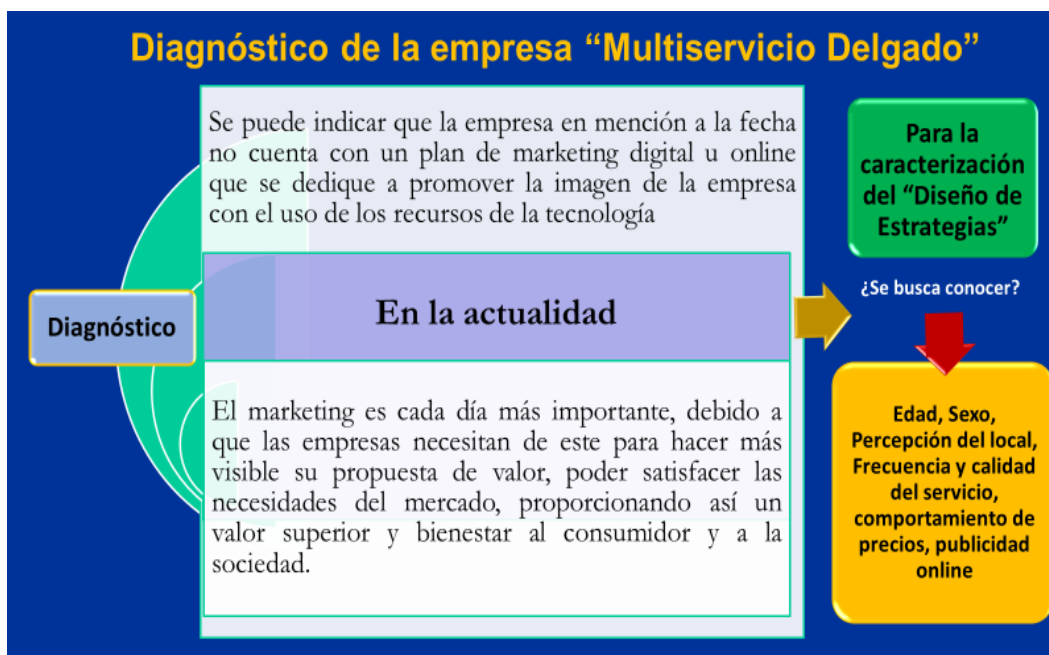 Diagnóstico de la empresa “Multiservicio Delgado”
Se puede indicar que la empresa en mención a la fecha
no cuenta con un plan de marketing digital u online
que se dedique a promover la imagen de la empresa
con el uso de los recursos de la tecnología
Diagnóstico
En la actualidad
El marketing es cada día más importante, debido a
que las empresas necesitan de este para hacer más
visible su propuesta de valor, poder satisfacer las
necesidades del mercado, proporcionando así un
valor superior y bienestar al consumidor y a la
sociedad.
Para la
caracterización
del “Diseño de
Estrategias”
¿Se busca conocer?
Edad, Sexo,
Percepción del local,
Frecuencia y calidad
del servicio,
comportamiento de
precios, publicidad
online